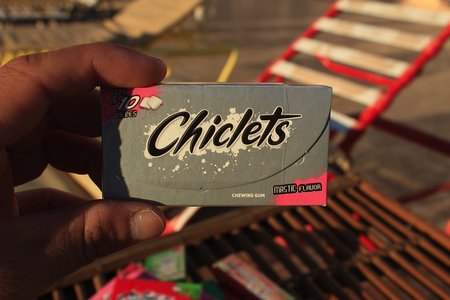 10
Chiclets
CHEWING GUM
MASTIC FLAVOR